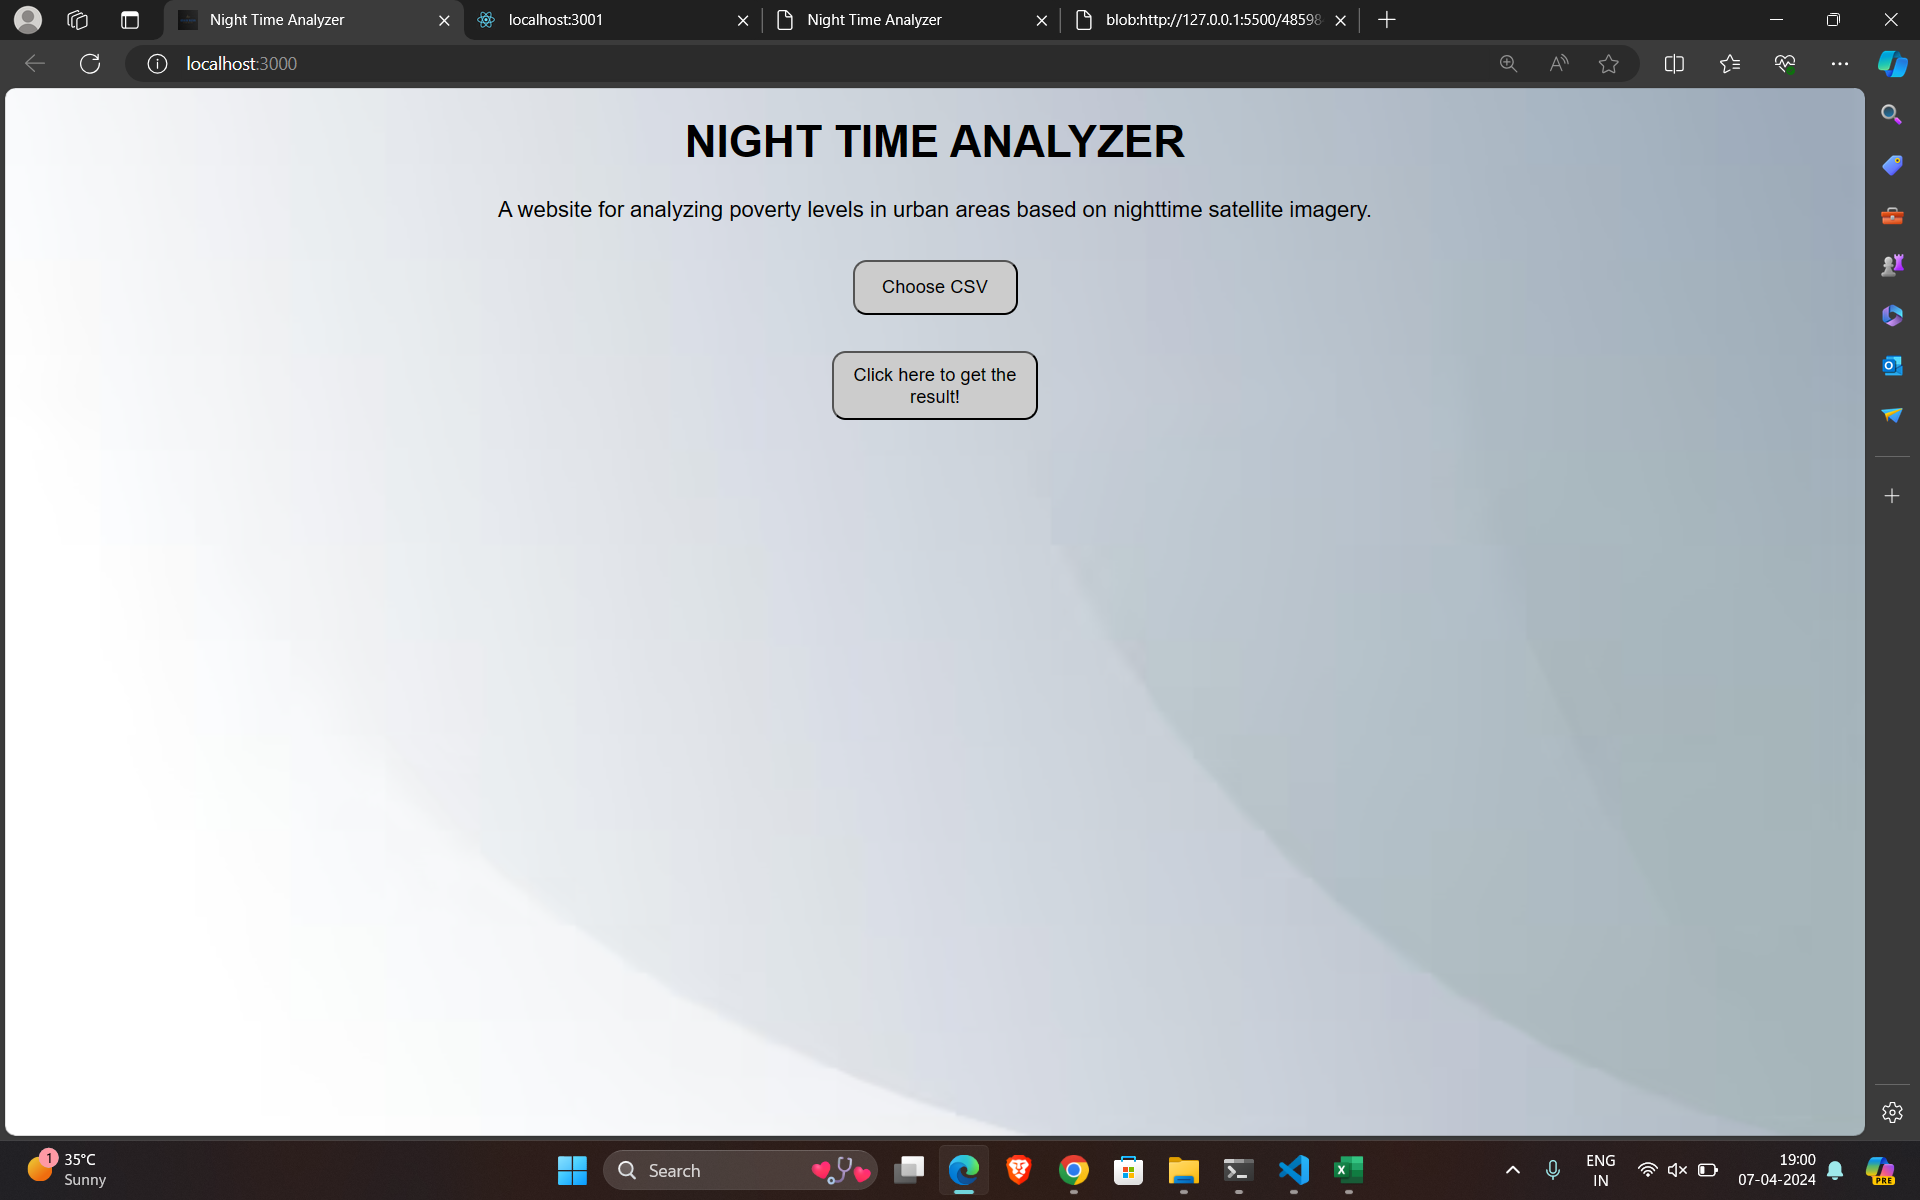 Night Time Analyzer
localhost:3001
Night Time Analyzer
blob:http://127.0.0.1:5500/48598
localhost:3000
NIGHT TIME ANALYZER
A website for analyzing poverty levels in urban areas based on nighttime satellite imagery.
Choose CSV
Click here to get the
result!
1
35°C
Sunny
Search
ENG
IN
19:00
07-04-2024
PRE